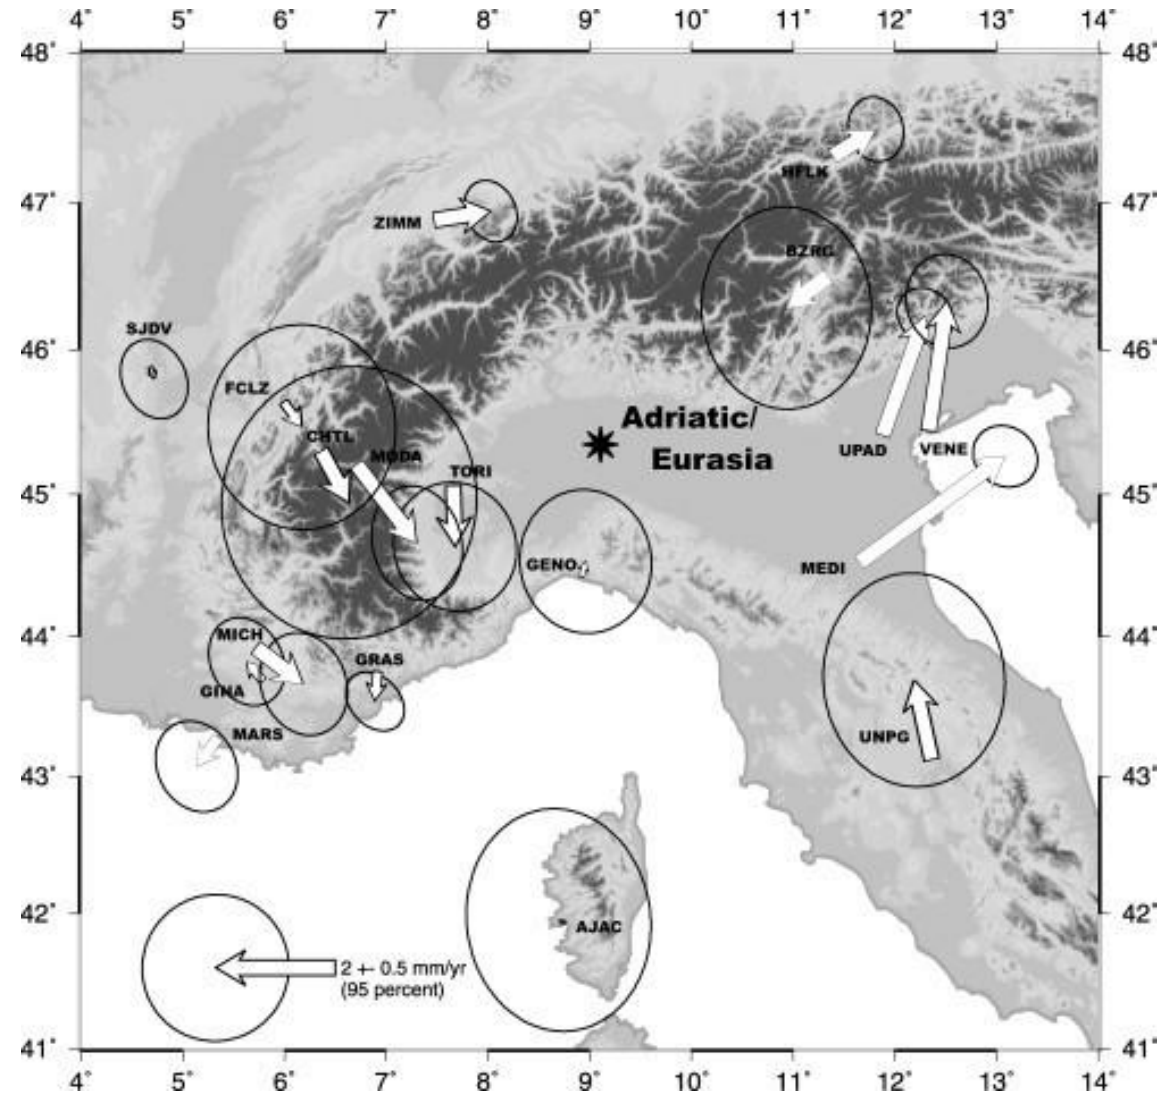 4° 5° 6° 7° 8° 9° 10° 11° 12° 13° 14°
48° 48°
HFLK
47° 47°
ZIMM
BZRG
SJDV
46° 46°
FCLZ
Adriatic/
CHTL
Eurasia
UPAD VENE
MODA
TORI
45° 45°
GENO
MEDI
44° 44°
MICH
GRAS
GINA
MARS
UNPG
43° 43°
42° 42°
AJAC
2 +- 0.5 mm/yr
(95 percent)
41° 41°
4° 5° 6° 7° 8° 9° 10° 11° 12° 13° 14°